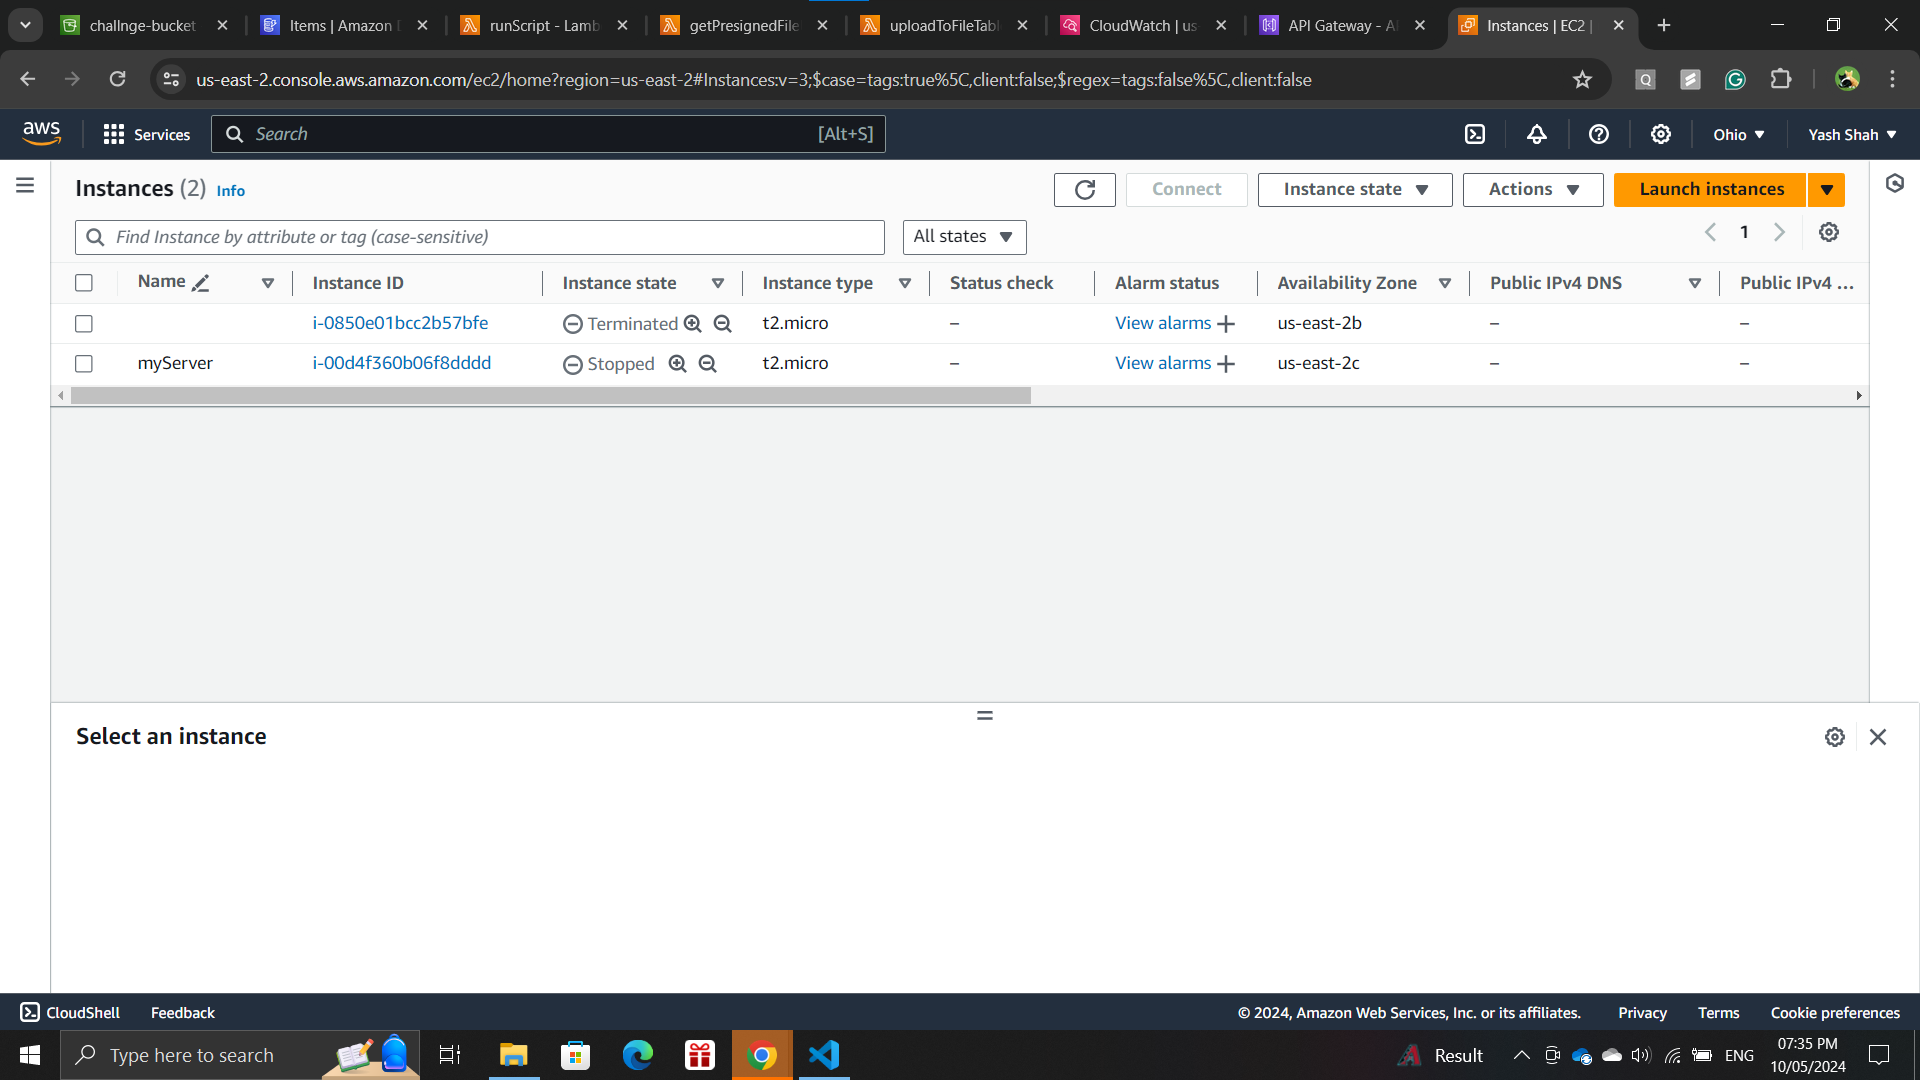 challnge-bucket
Items | Amazon D
runScript - Lamb
getPresignedFile
uploadToFileTabl
CloudWatch | us
API Gateway - A
Instances | EC2 |
us-east-2.console.aws.amazon.com/ec2/home?region=us-east-2#Instances:v=3;$case=tags:true%5C,client:false;$regex=tags:false%5C,client:false
aws Services Search [Alt+S] Ohio Yash Shah
Instances (2) Info Connect Instance state Actions Launch instances
Find Instance by attribute or tag (case-sensitive) All states 1
Name Instance ID Instance state Instance type Status check Alarm status Availability Zone Public IPv4 DNS Public IPv4 ...
i-0850e01bcc2b57bfe Terminated t2.micro – View alarms us-east-2b – –
myServer i-00d4f360b06f8dddd Stopped t2.micro – View alarms us-east-2c – –
Select an instance
CloudShell Feedback © 2024, Amazon Web Services, Inc. or its affiliates. Privacy Terms Cookie preferences
Type here to search Result ENG 07:35 PM
10/05/2024